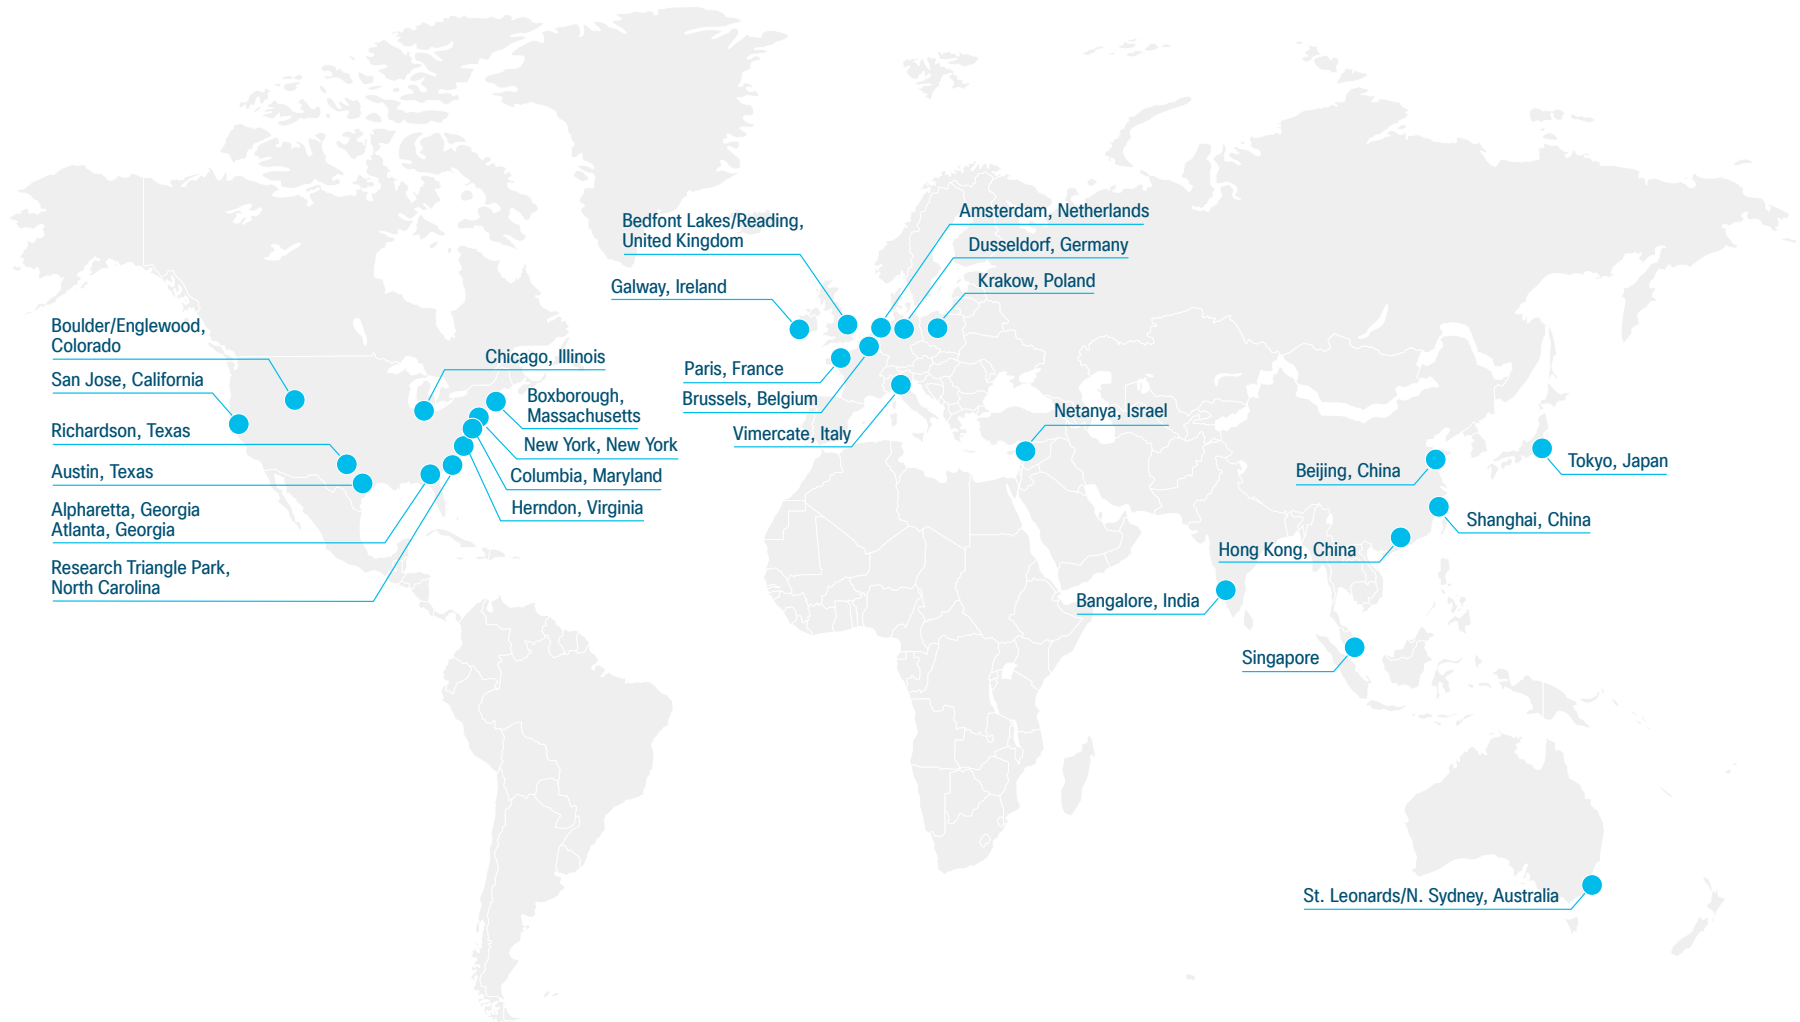 Boulder/Englewood,
Colorado
San Jose, California
Richardson, Texas
Austin, Texas
Alpharetta, Georgia
Atlanta, Georgia
Research Triangle Park,
North Carolina
Chicago, Illinois
Boxborough,
Massachusetts
New York, New York
Columbia, Maryland
Herndon, Virginia
Bedfont Lakes/Reading,
United Kingdom
Galway, Ireland
Paris, France
Brussels, Belgium
Vimercate, Italy
Amsterdam, Netherlands
Dusseldorf, Germany
Krakow, Poland
Netanya, Israel
Beijing, China
Tokyo, Japan
Shanghai, China
Hong Kong, China
Bangalore, India
Singapore
St. Leonards/N. Sydney, Australia